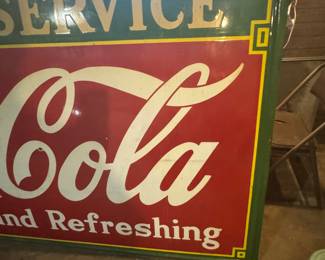 SERVICE
Cola
and Refreshing